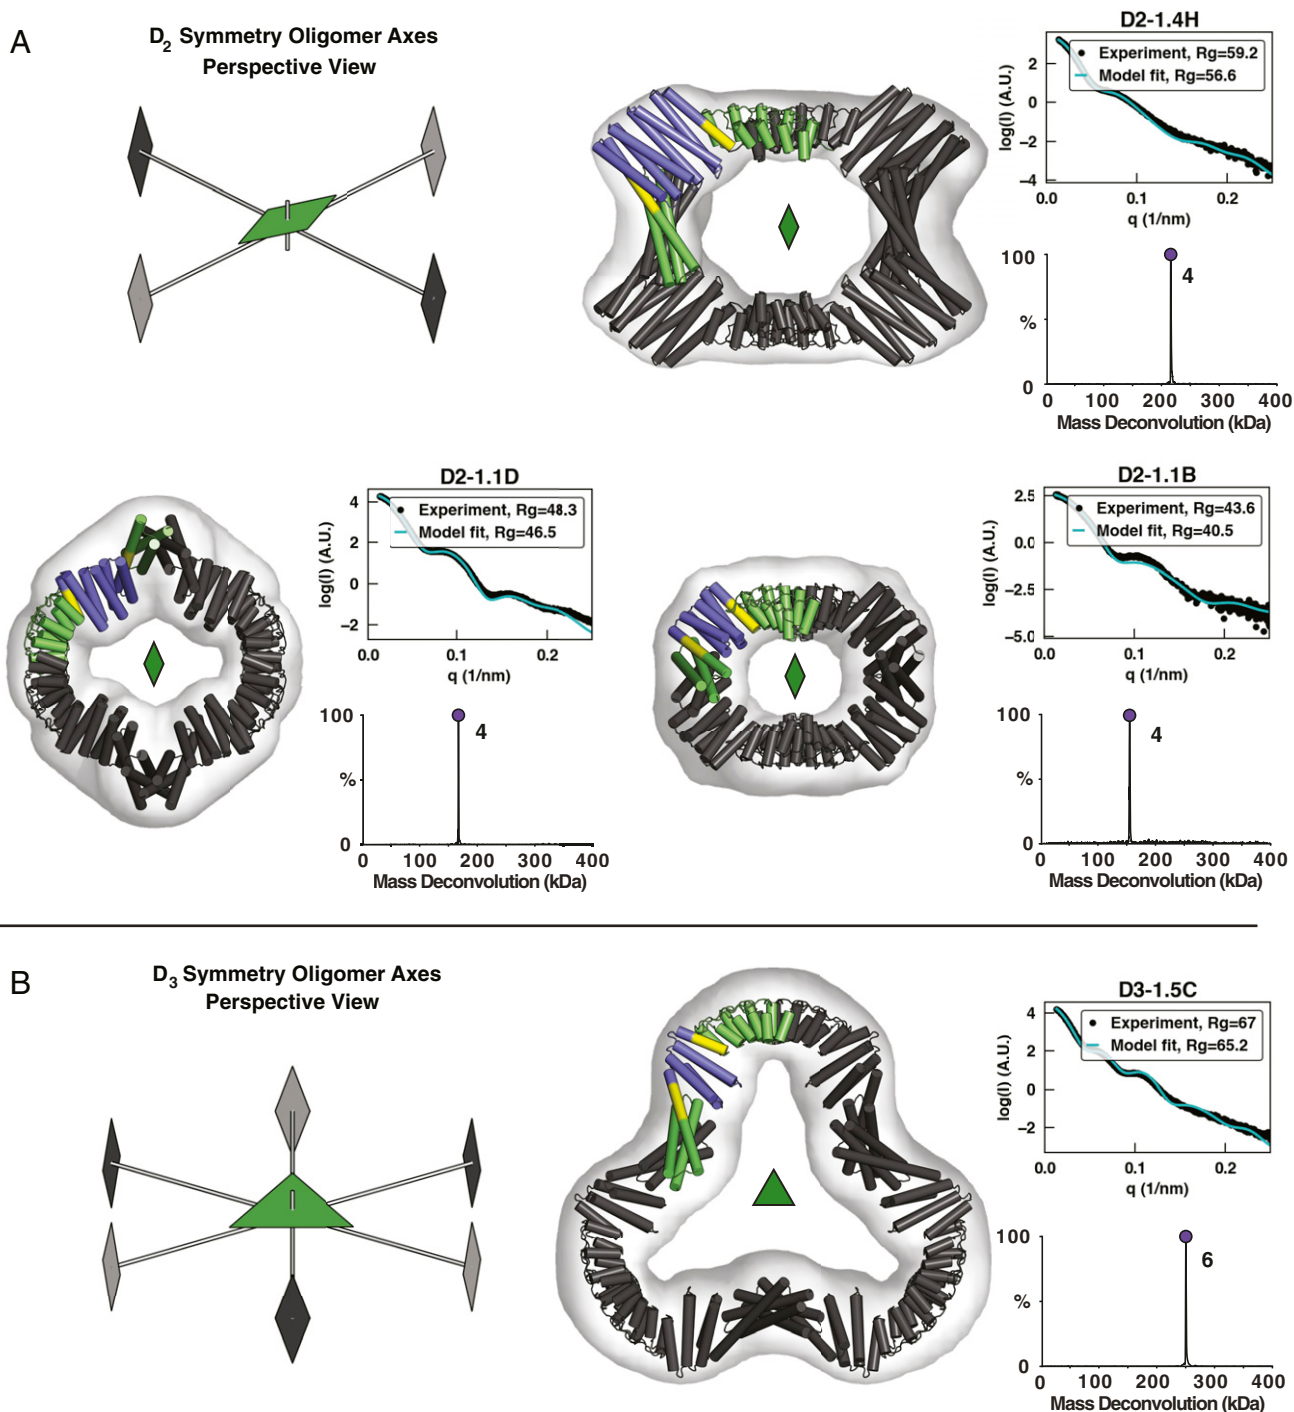 A
D2 Symmetry Oligomer Axes
Perspective View
D2-1.4H
Experiment, Rg=59.2
Model fit, Rg=56.6
log(I) (A.U.)
2
0
−2
−4
0.0 0.1 0.2
q (1/nm)
100
4
%
0
0 100 200 300 400
Mass Deconvolution (kDa)
D2-1.1D
Experiment, Rg=48.3
Model fit, Rg=46.5
log(I) (A.U.)
4
2
0
−2
0.0 0.1 0.2
q (1/nm)
100
4
%
0
0 100 200 300 400
Mass Deconvolution (kDa)
D2-1.1B
Experiment, Rg=43.6
Model fit, Rg=40.5
log(I) (A.U.)
2.5
0.0
−2.5
−5.0
0.0 0.1 0.2
q (1/nm)
100
4
%
0
0 100 200 300 400
Mass Deconvolution (kDa)
B
D3 Symmetry Oligomer Axes
Perspective View
D3-1.5C
Experiment, Rg=67
Model fit, Rg=65.2
log(I) (A.U.)
4
2
0
−2
0.0 0.1 0.2
q (1/nm)
100
6
%
0
0 100 200 300 400
Mass Deconvolution (kDa)